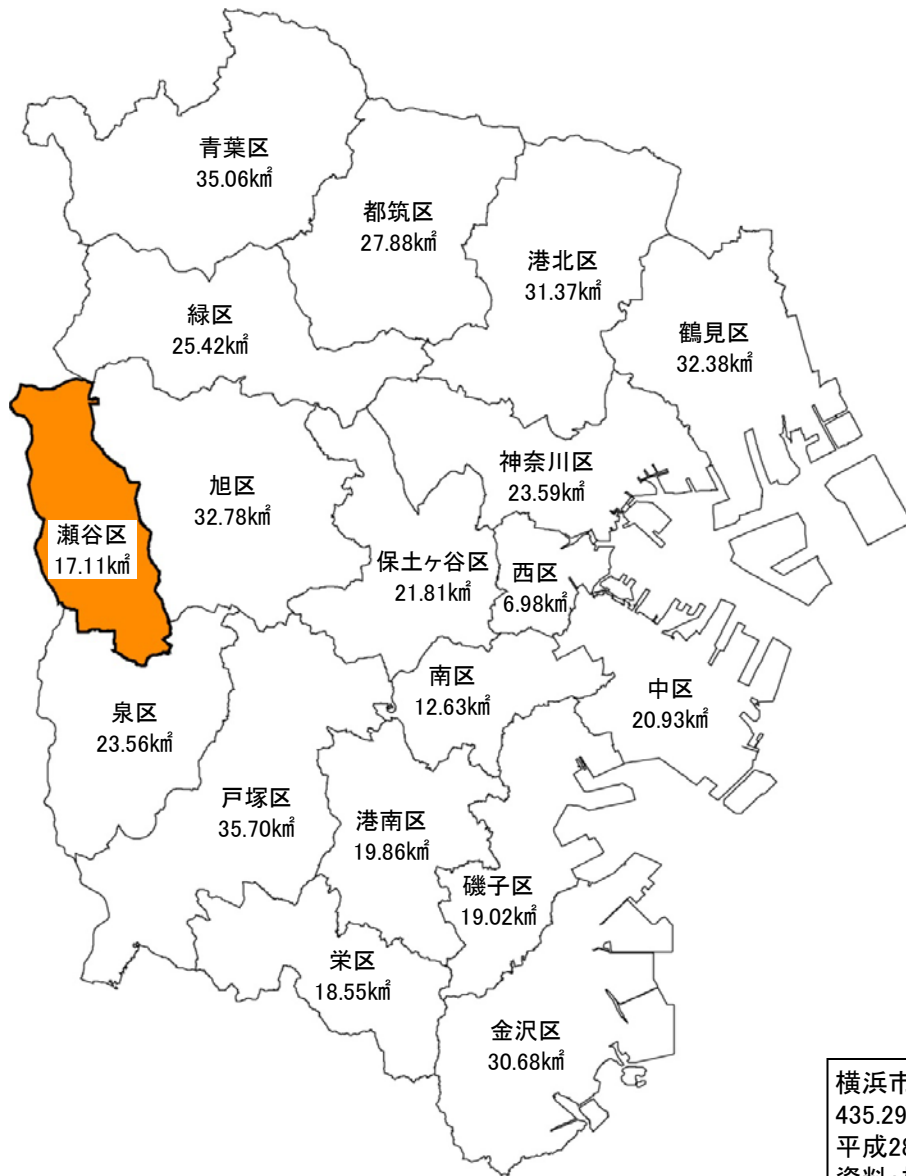 青葉区
35.06k㎡
都筑区
27.88k㎡
港北区
31.37k㎡
緑区
25.42k㎡
鶴見区
32.38k㎡
神奈川区
23.59k㎡
旭区
32.78k㎡
瀬谷区
17.11k㎡
保土ヶ谷区
21.81k㎡
西区
6.98k㎡
南区
12.63k㎡
中区
20.93k㎡
泉区
23.56k㎡
戸塚区
35.70k㎡
港南区
19.86k㎡
磯子区
19.02k㎡
栄区
18.55k㎡
金沢区
30.68k㎡
横浜市
435.29
平成28